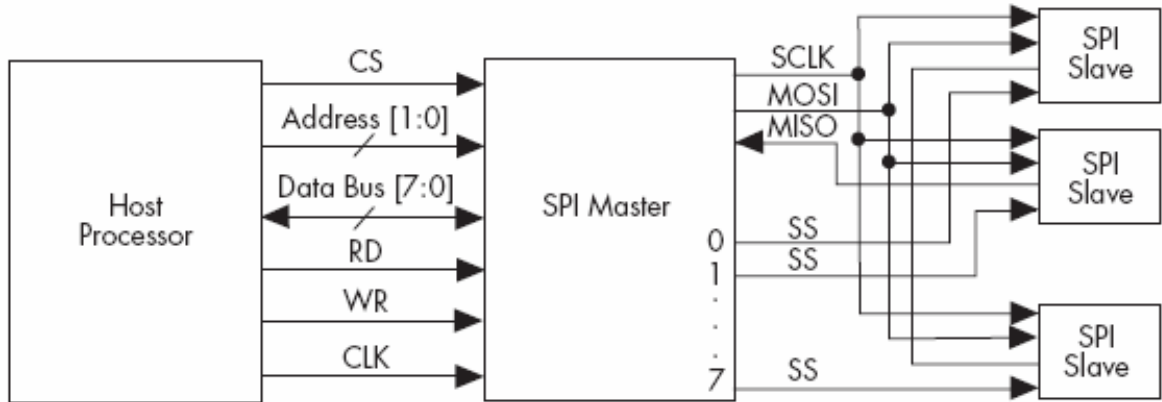 Host
Processor
CS
Address [1:0]
Data Bus [7:0]
RD
WR
CLK
SPI Master
0
1
.
.
.
7
SCLK
MOSI
MISO
SS
SS
SS
SPI
Slave
SPI
Slave
SPI
Slave